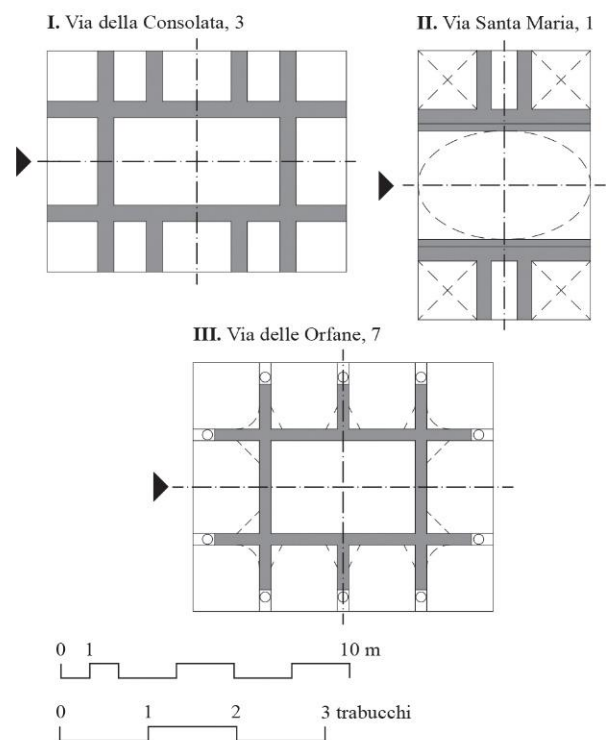 I. Via della Consolata, 3
II. Via Santa Maria, 1
III. Via delle Orfane, 7
0 1 10 m
0 1 2 3 trabucchi